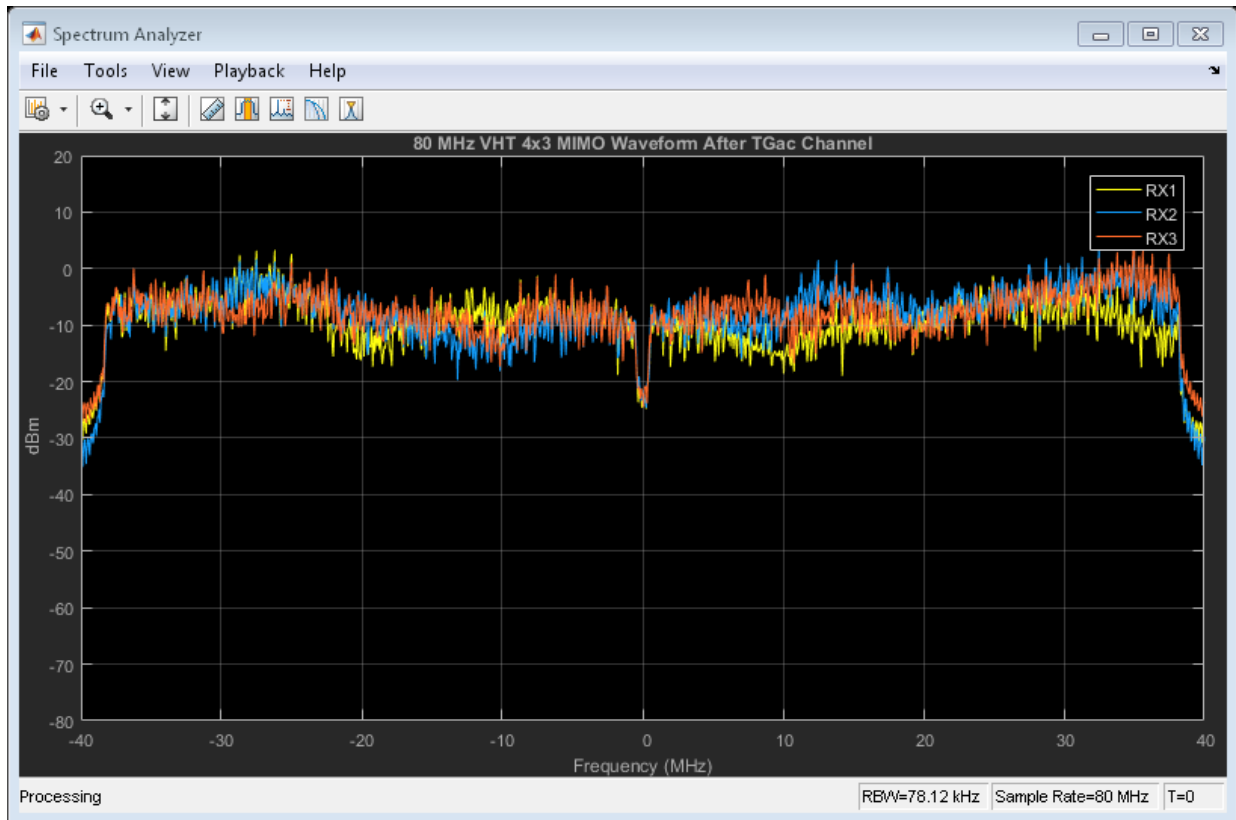 Spectrum Analyzer
File Tools View Playback Help
80 MHz VHT 4x3 MIMO Waveform After TGac Channel
20
10
0
-10
-20
-30
-40
-50
-60
-70
-80
dBm
RX1
RX2
RX3
-40 -30 -20 -10 0 10 20 30 40
Frequency (MHz)
Processing RBW=78.12 kHz Sample Rate=80 MHz T=0